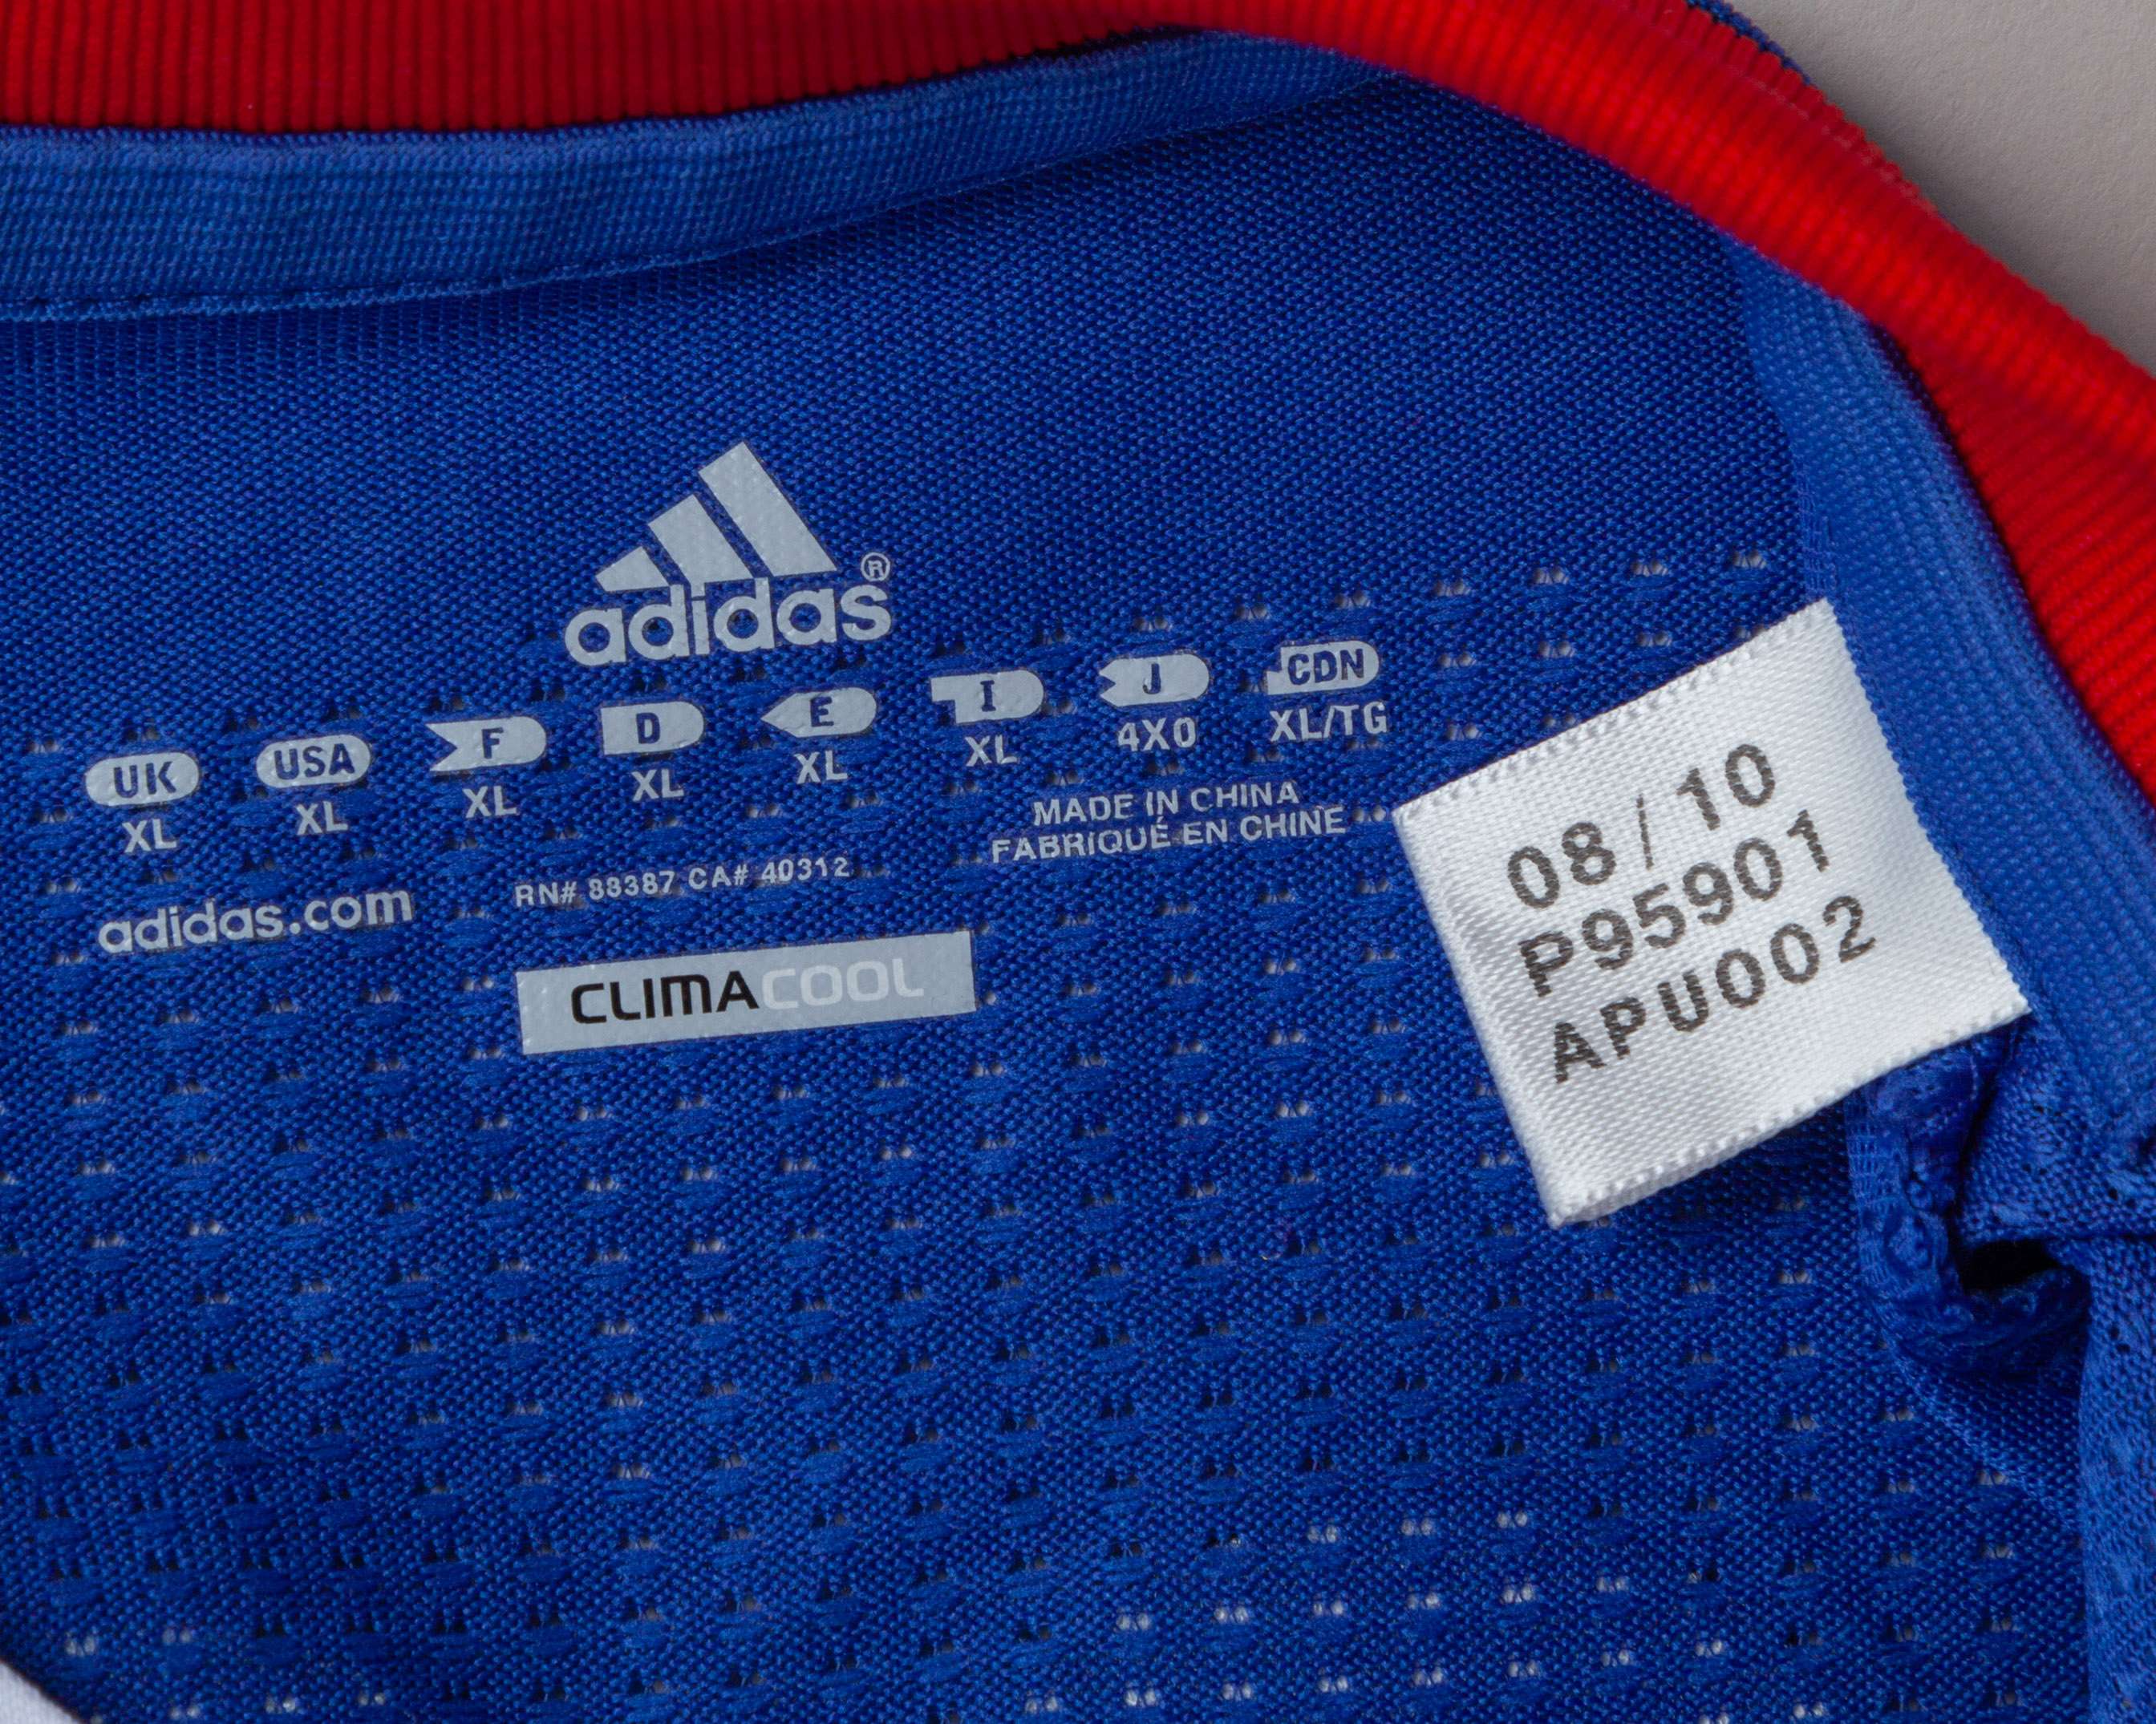 adidas®
UK USA F D E I J CDN
XL XL XL XL XL XL 4XO XL/TG
adidas.com
RN# 88387 CA# 40312
MADE IN CHINA
FABRIQUÉ EN CHINE
CLIMACOOL
08/10
P95901
APU002